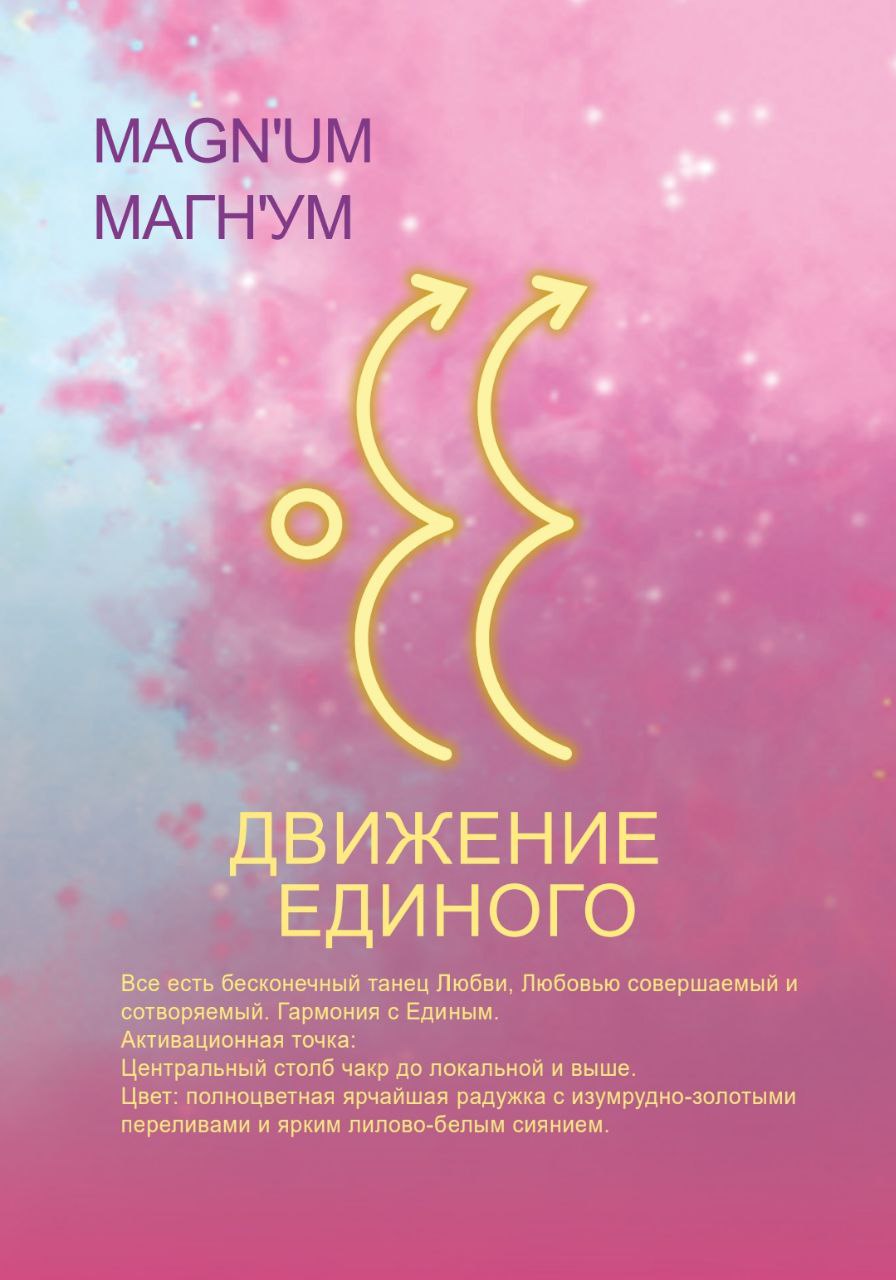 MAGN'UM
МАГН'УМ
ДВИЖЕНИЕ
ЕДИНОГО
Все есть бесконечный танец Любви, Любовью совершаемый и
сотворяемый. Гармония с Единым.
Активационная точка:
Центральный столб чакр до локальной и выше.
Цвет: полноцветная ярчайшая радужка с изумрудно-золотыми
переливами и ярким лилово-белым сиянием.